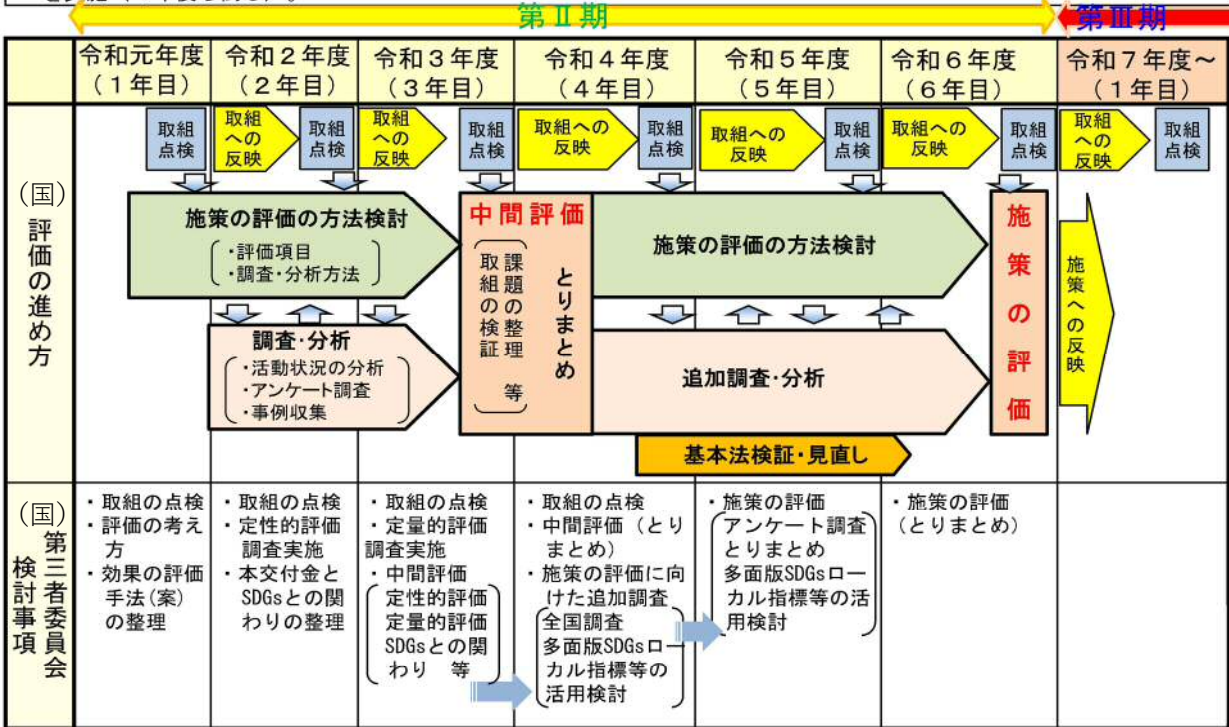 第Ⅱ期
第Ⅲ期
令和元年度
(1年目)
令和2年度
(2年目)
令和3年度
(3年目)
令和4年度
(4年目)
令和5年度
(5年目)
令和6年度
(6年目)
令和7年度~
(1年目)
(国)
評価の進め方
取組
点検
取組
への
反映
取組
点検
取組
への
反映
取組
点検
取組への
反映
取組
点検
取組への
反映
取組
点検
取組への
反映
取組
点検
取組
への
反映
取組
点検
施策の評価の方法検討
・評価項目
・調査・分析方法
中間評価
課題の整理 等
取組の検証
とりまとめ
施策の評価の方法検討
施策の評価
施策への反映
調査・分析
・活動状況の分析
・アンケート調査
・事例収集
追加調査・分析
基本法検証・見直し
(国)
第三者委員会
検討事項
・取組の点検
・評価の考え
方
・効果の評価
手法(案)
の整理
・取組の点検
・定性的評価
調査実施
・本交付金と
SDGsとの関
わりの整理
・取組の点検
・定量的評価
調査実施
・中間評価
定性的評価
定量的評価
SDGsとの関
わり 等
・取組の点検
・中間評価(とり
まとめ)
・施策の評価に向
けた追加調査
全国調査
多面版SDGsロー
カル指標等の
活用検討
・施策の評価
アンケート調査
とりまとめ
多面版SDGsロー
カル指標等の活
用検討
・施策の評価
(とりまとめ)